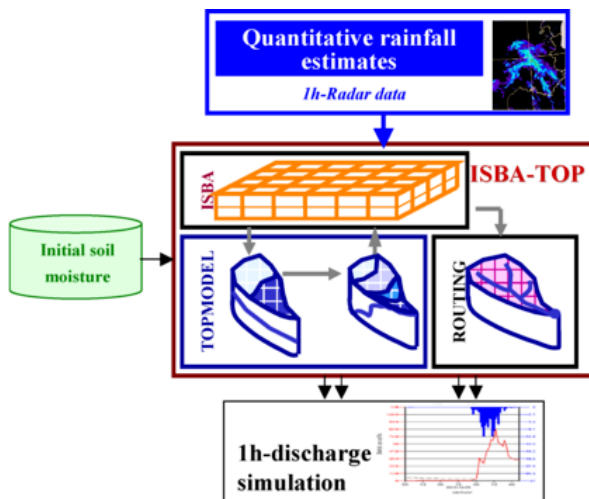 Quantitative rainfall
estimates
1h-Radar data
ISBA-TOP
ISBA
Initial soil
moisture
TOPMODEL
ROUTING
1h-discharge
simulation